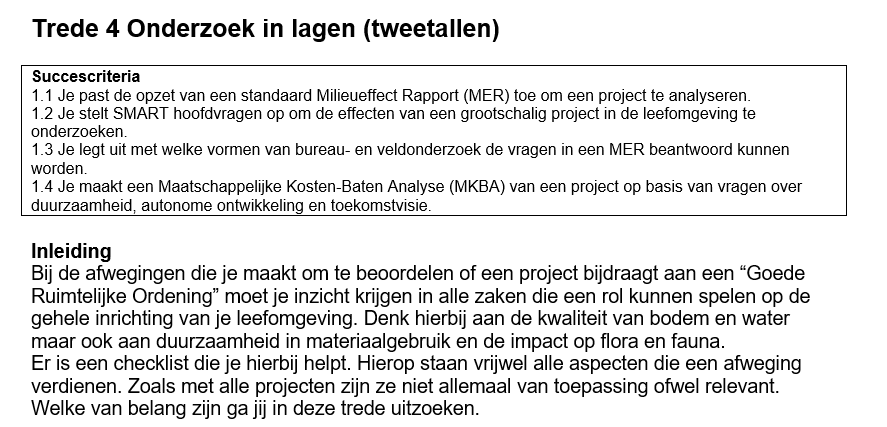 Trede 4 Onderzoek in lagen (tweetallen)
Succescriteria
1.1 Je past de opzet van een standaard Milieueffect Rapport (MER) toe om een project te analyseren.
1.2 Je stelt SMART hoofdvragen op om de effecten van een grootschalig project in de leefomgeving te
onderzoeken.
1.3 Je legt uit met welke vormen van bureau- en veldonderzoek de vragen in een MER beantwoord kunnen
worden.
1.4 Je maakt een Maatschappelijke Kosten-Baten Analyse (MKBA) van een project op basis van vragen over
duurzaamheid, autonome ontwikkeling en toekomstvisie.
Inleiding
Bij de afwegingen die je maakt om te beoordelen of een project bijdraagt aan een “Goede
Ruimtelijke Ordening” moet je inzicht krijgen in alle zaken die een rol kunnen spelen op de
gehele inrichting van je leefomgeving. Denk hierbij aan de kwaliteit van bodem en water
maar ook aan duurzaamheid in materiaalgebruik en de impact op flora en fauna.
Er is een checklist die je hierbij helpt. Hierop staan vrijwel alle aspecten die een afweging
verdienen. Zoals met alle projecten zijn ze niet allemaal van toepassing ofwel relevant.
Welke van belang zijn ga jij in deze trede uitzoeken.